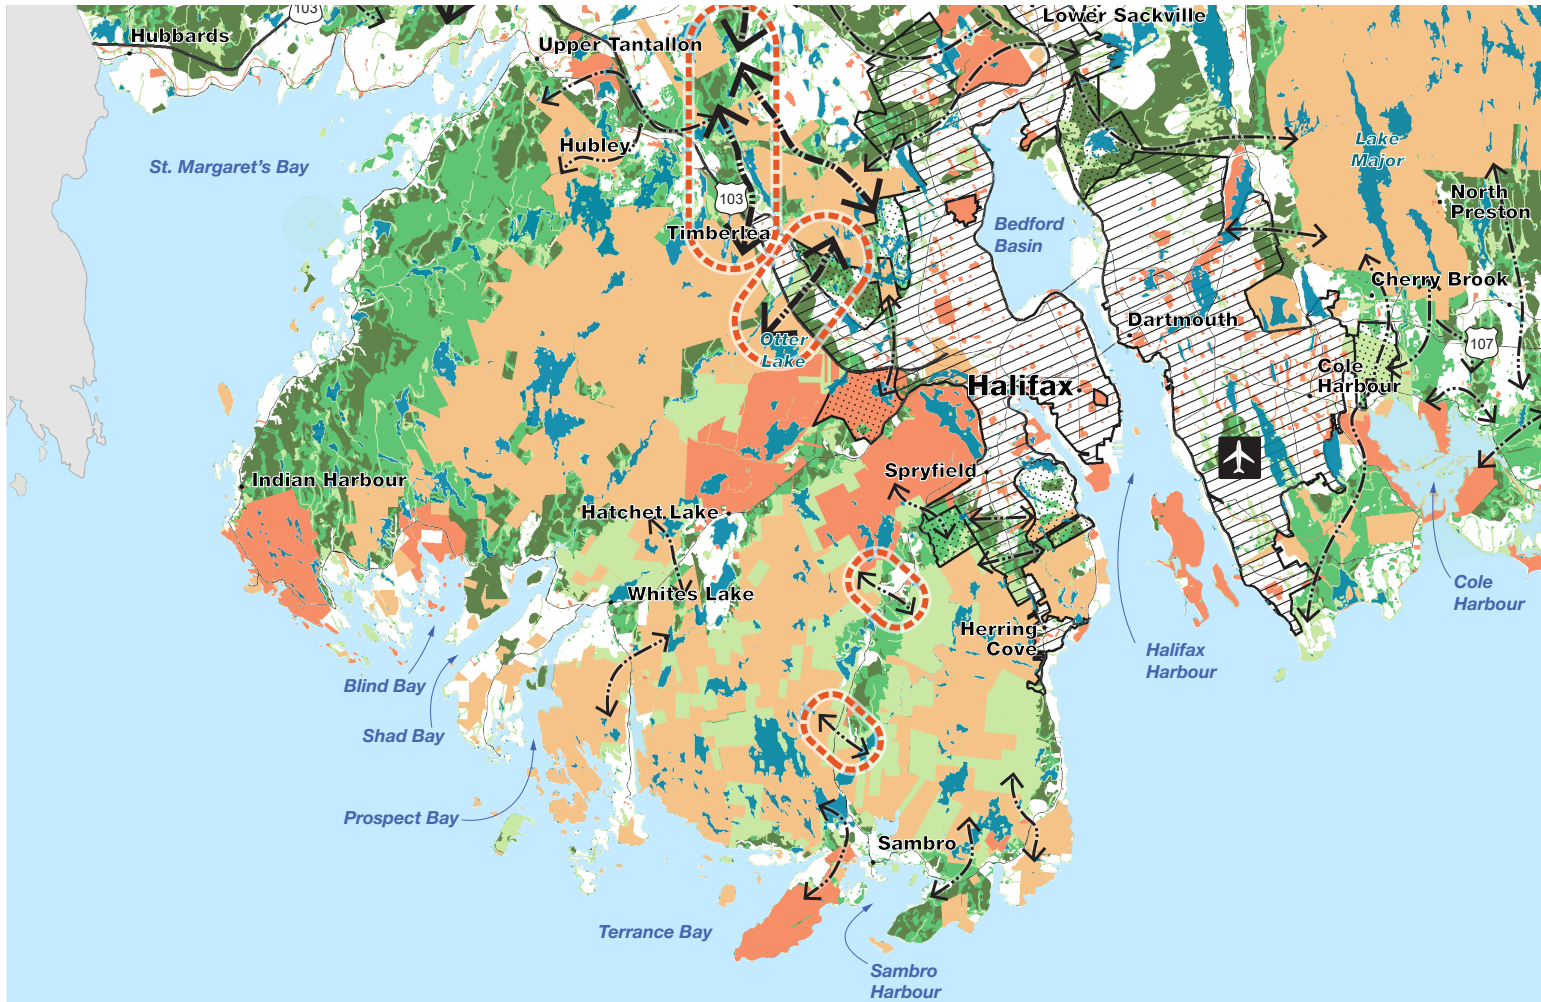 103
Lower Sackville
Hubbards
Upper Tantallon
Hubley
Lake
Major
St. Margaret's Bay
103
North
Preston
Timberlea
Bedford
Basin
Cherry Brook
Dartmouth
107
Otter
Lake
Cole
Harbour
Halifax
Spryfield
Indian Harbour
Hatchet Lake
Whites Lake
Cole
Harbour
Herring
Cove
Halifax
Harbour
Blind Bay
Shad Bay
Prospect Bay
Sambro
Terrance Bay
Sambro
Harbour